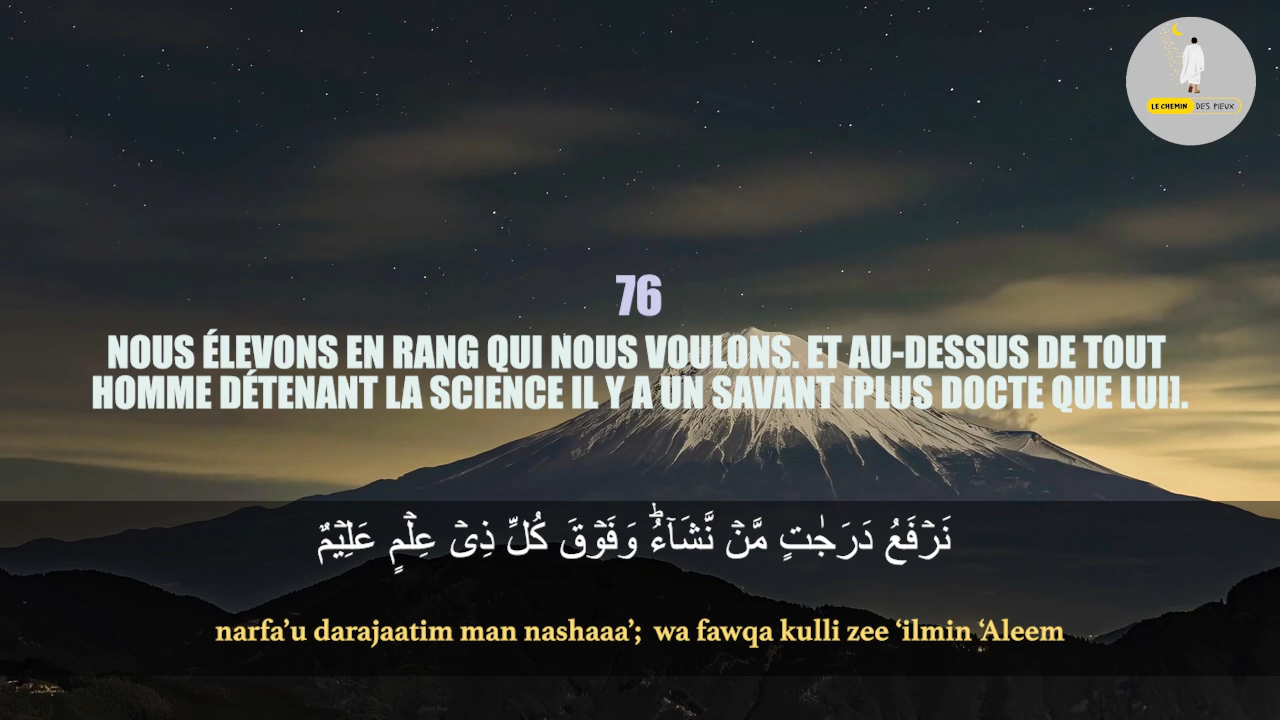 LE CHEMIN DES PIEUX
76
NOUS ÉLEVONS EN RANG QUI NOUS VOULONS. ET AU-DESSUS DE TOUT
HOMME DÉTENANT LA SCIENCE IL Y A UN SAVANT [PLUS DOCTE QUE LUI].
نَرۡفَعُ دَرَجٰتٍ مَّنۡ نَّشَآءُؕ وَفَوۡقَ كُلِّ ذِىۡ عِلۡمٍ عَلِيۡمٌ
narfa’u darajaatim man nashaaa’; wa fawqa kulli zee ‘ilmin ‘Aleem